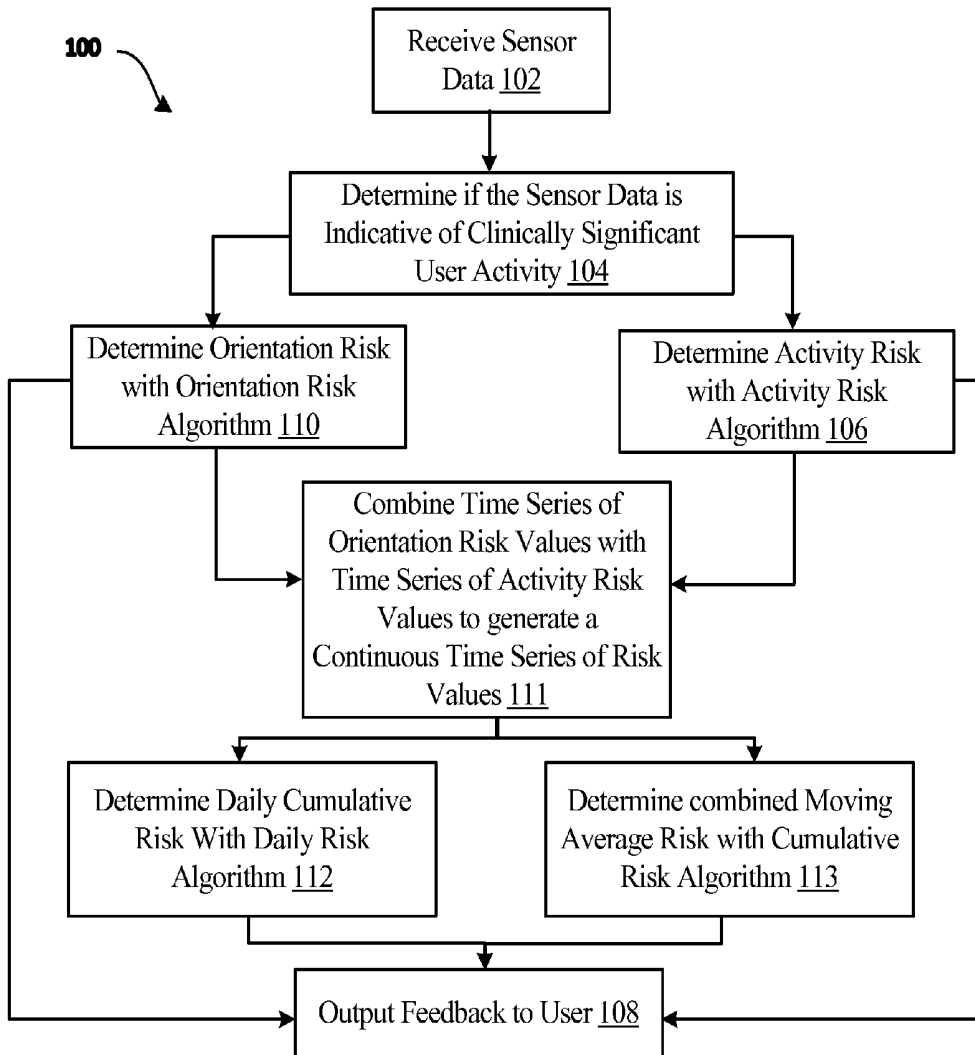 100
Receive Sensor
Data 102
Determine if the Sensor Data is
Indicative of Clinically Significant
User Activity 104
Determine Orientation Risk
with Orientation Risk
Algorithm 110
Determine Activity Risk
with Activity Risk
Algorithm 106
Combine Time Series of
Orientation Risk Values with
Time Series of Activity Risk
Values to generate a
Continuous Time Series of Risk
Values 111
Determine Daily Cumulative
Risk With Daily Risk
Algorithm 112
Determine combined Moving
Average Risk with Cumulative
Risk Algorithm 113
Output Feedback to User 108